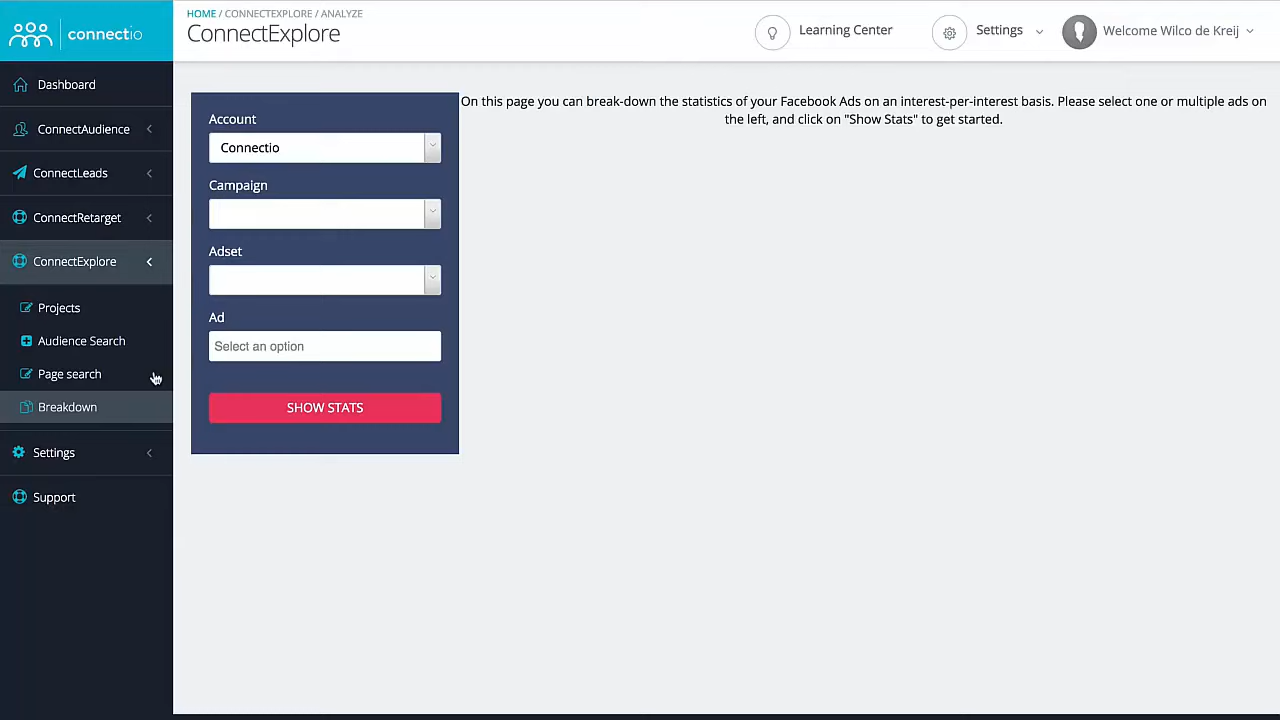 connectio
HOME / CONNECTEXPLORE / ANALYZE
ConnectExplore
Learning Center
Settings
Welcome Wilco de Kreij
Dashboard
ConnectAudience
ConnectLeads
ConnectRetarget
ConnectExplore
Projects
Audience Search
Page search
Breakdown
Settings
Support
Account
Connectio
Campaign
Adset
Ad
Select an option
SHOW STATS
On this page you can break-down the statistics of your Facebook Ads on an interest-per-interest basis. Please select one or multiple ads on
the left, and click on "Show Stats" to get started.